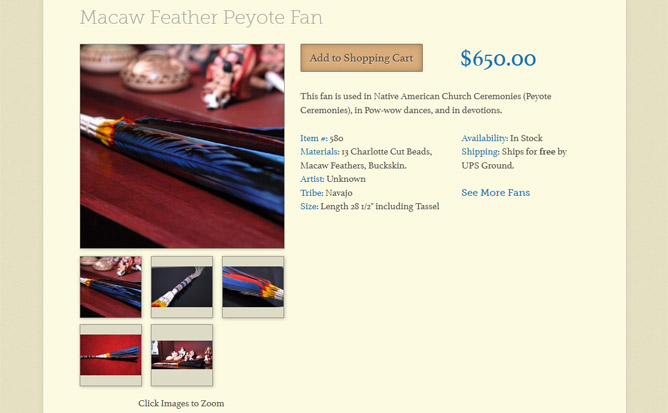 Macaw Feather Peyote Fan
Add to Shopping Cart
$650.00
This fan is used in Native American Church Ceremonies (Peyote
Ceremonies), in Pow-wow dances, and in devotions.
Item #: 580
Materials: 13 Charlotte Cut Beads,
Macaw Feathers, Buckskin.
Artist: Unknown
Tribe: Navajo
Size: Length 28 1/2" including Tassel
Availability: In Stock
Shipping: Ships for free by
UPS Ground.
See More Fans
Click Images to Zoom